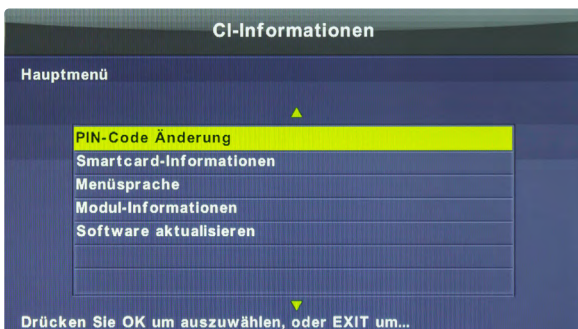 CI-Informationen
Hauptmenü
PIN-Code Änderung
Smartcard-Informationen
Menüsprache
Modul-Informationen
Software aktualisieren
Drücken Sie OK um auszuwählen, oder EXIT um...